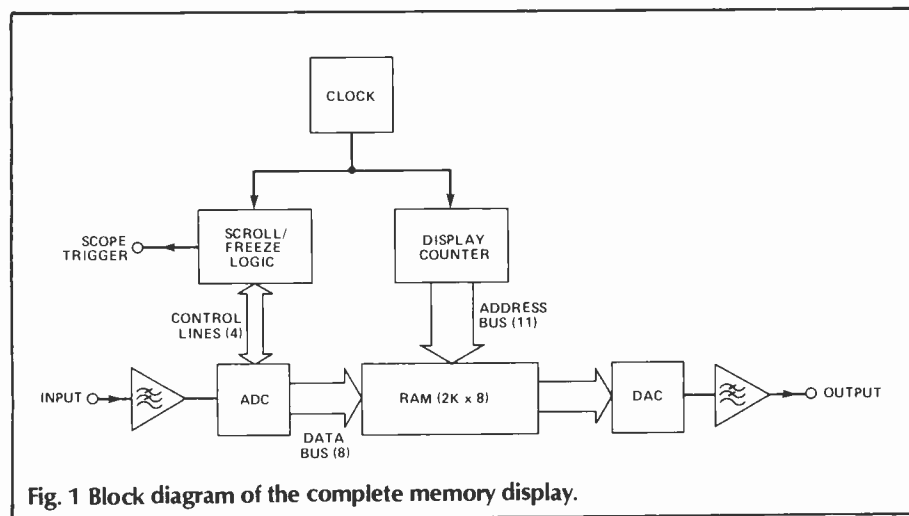 CLOCK
SCOPE
TRIGGER
SCROLL/
FREEZE
LOGIC
DISPLAY
COUNTER
CONTROL
LINES (4)
ADDRESS
BUS (11)
INPUT
ADC
DATA
BUS (8)
RAM (2K x 8)
DAC
OUTPUT
Fig. 1 Block diagram of the complete memory display.